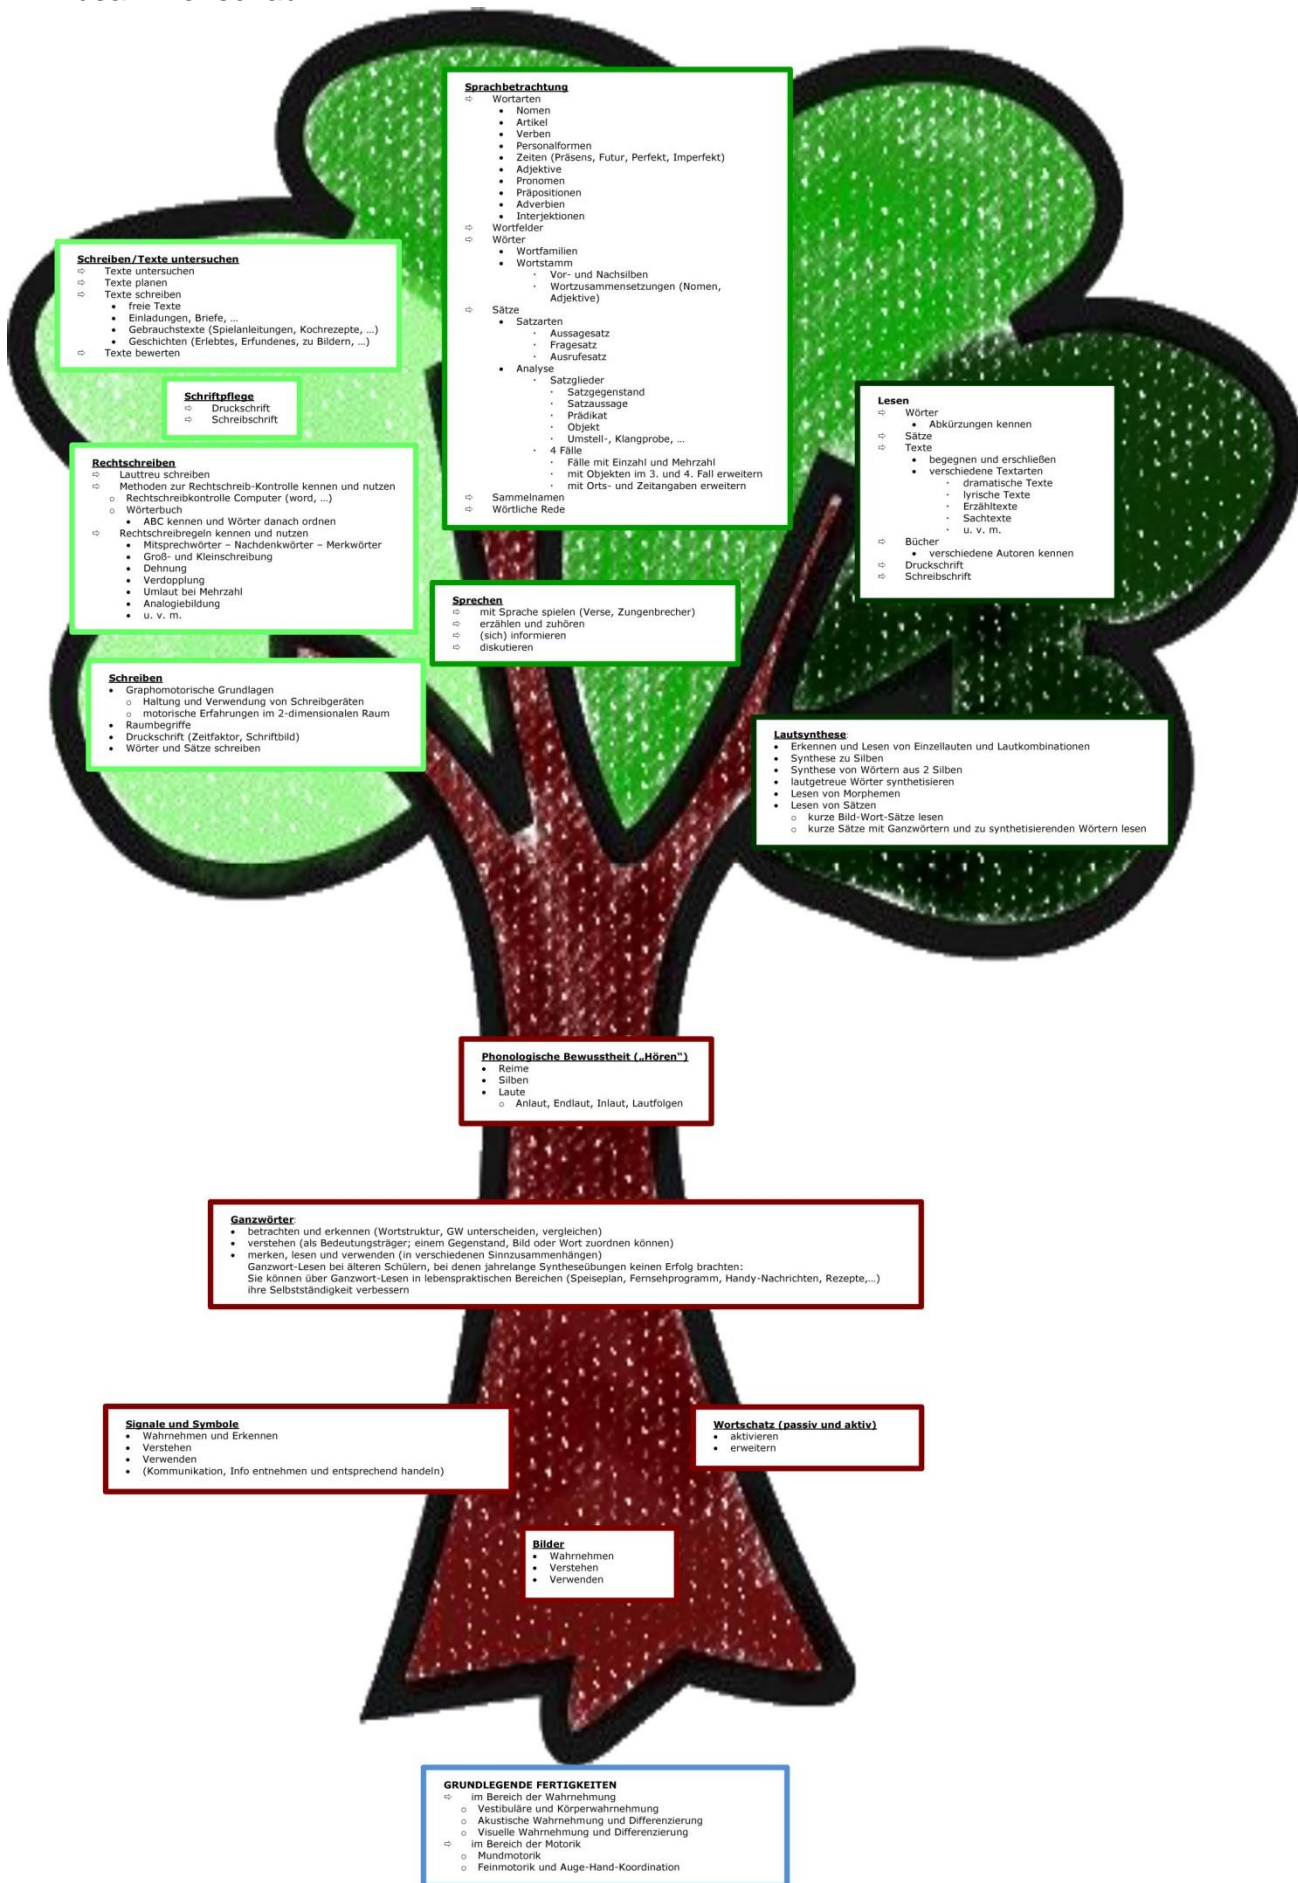 Sprachbetrachtung
⇨ Wortarten
• Nomen
• Artikel
• Verben
• Personalformen
• Zeiten (Präsens, Futur, Perfekt, Imperfekt)
• Adjektive
• Pronomen
• Präpositionen
• Adverbien
• Interjektionen
⇨ Wortfelder
⇨ Wörter
• Wortfamilien
• Wortstamm
· Vor- und Nachsilben
· Wortzusammensetzungen (Nomen,
Adjektive)
⇨ Sätze
• Satzarten
· Aussagesatz
· Fragesatz
· Ausrufesatz
• Analyse
· Satzglieder
· Satzgegenstand
· Satzaussage
· Prädikat
· Objekt
· Umstell-, Klangprobe, …
· 4 Fälle
· Fälle mit Einzahl und Mehrzahl
· mit Objekten im 3. und 4. Fall erweitern
· mit Orts- und Zeitangaben erweitern
⇨ Sammelnamen
⇨ Wörtliche Rede
Schreiben/Texte untersuchen
⇨ Texte untersuchen
⇨ Texte planen
⇨ Texte schreiben
• freie Texte
• Einladungen, Briefe, …
• Gebrauchstexte (Spielanleitungen, Kochrezepte, …)
• Geschichten (Erlebtes, Erfundenes, zu Bildern, …)
⇨ Texte bewerten
Schriftpflege
⇨ Druckschrift
⇨ Schreibschrift
Rechtschreiben
⇨ Lauttreu schreiben
⇨ Methoden zur Rechtschreib-Kontrolle kennen und nutzen
o Rechtschreibkontrolle Computer (word, …)
o Wörterbuch
• ABC kennen und Wörter danach ordnen
⇨ Rechtschreibregeln kennen und nutzen
• Mitsprechwörter – Nachdenkwörter – Merkwörter
• Groß- und Kleinschreibung
• Dehnung
• Verdopplung
• Umlaut bei Mehrzahl
• Analogiebildung
• u. v. m.
Lesen
⇨ Wörter
• Abkürzungen kennen
⇨ Sätze
⇨ Texte
• begegnen und erschließen
• verschiedene Textarten
· dramatische Texte
· lyrische Texte
· Erzähltexte
· Sachtexte
· u. v. m.
⇨ Bücher
• verschiedene Autoren kennen
⇨ Druckschrift
⇨ Schreibschrift
Sprechen
⇨ mit Sprache spielen (Verse, Zungenbrecher)
⇨ erzählen und zuhören
⇨ (sich) informieren
⇨ diskutieren
Schreiben
• Graphomotorische Grundlagen
o Haltung und Verwendung von Schreibgeräten
o motorische Erfahrungen im 2-dimensionalen Raum
• Raumbegriffe
• Druckschrift (Zeitfaktor, Schriftbild)
• Wörter und Sätze schreiben
Lautsynthese:
• Erkennen und Lesen von Einzellauten und Lautkombinationen
• Synthese zu Silben
• Synthese von Wörtern aus 2 Silben
• lautgetreue Wörter synthetisieren
• Lesen von Morphemen
• Lesen von Sätzen
o kurze Bild-Wort-Sätze lesen
o kurze Sätze mit Ganzwörtern und zu synthetisierenden Wörtern lesen
Phonologische Bewusstheit („Hören“)
• Reime
• Silben
• Laute
o Anlaut, Endlaut, Inlaut, Lautfolgen
Ganzwörter:
• betrachten und erkennen (Wortstruktur, GW unterscheiden, vergleichen)
• verstehen (als Bedeutungsträger; einem Gegenstand, Bild oder Wort zuordnen können)
• merken, lesen und verwenden (in verschiedenen Sinnzusammenhängen)
Ganzwort-Lesen bei älteren Schülern, bei denen jahrelange Syntheseübungen keinen Erfolg brachten:
Sie können über Ganzwort-Lesen in lebenspraktischen Bereichen (Speiseplan, Fernsehprogramm, Handy-Nachrichten, Rezepte,…)
ihre Selbstständigkeit verbessern
Signale und Symbole
• Wahrnehmen und Erkennen
• Verstehen
• Verwenden
• (Kommunikation, Info entnehmen und entsprechend handeln)
Wortschatz (passiv und aktiv)
• aktivieren
• erweitern
Bilder
• Wahrnehmen
• Verstehen
• Verwenden
GRUNDLEGENDE FERTIGKEITEN
⇨ im Bereich der Wahrnehmung
o Vestibuläre und Körperwahrnehmung
o Akustische Wahrnehmung und Differenzierung
o Visuelle Wahrnehmung und Differenzierung
⇨ im Bereich der Motorik
o Mundmotorik
o Feinmotorik und Auge-Hand-Koordination